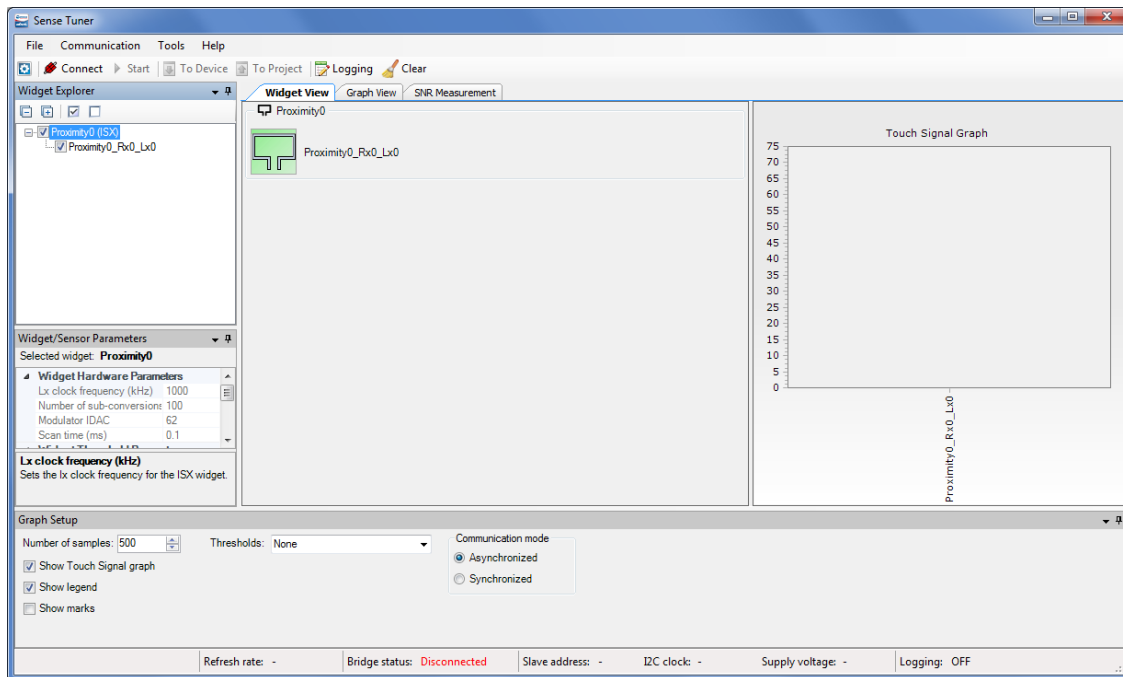 Sense Tuner
File Communication Tools Help
Connect Start To Device To Project Logging Clear
Widget Explorer
Proximity0 (ISX)
Proximity0_Rx0_Lx0
Widget View Graph View SNR Measurement
Proximity0
Proximity0_Rx0_Lx0
Touch Signal Graph
75
70
65
60
55
50
45
40
35
30
25
20
15
10
5
0
Proximity0_Rx0_Lx0
Widget/Sensor Parameters
Selected widget: Proximity0
Widget Hardware Parameters
Lx clock frequency (kHz) 1000
Number of sub-conversions 100
Modulator IDAC 62
Scan time (ms) 0.1
Lx clock frequency (kHz)
Sets the lx clock frequency for the ISX widget.
Graph Setup
Number of samples: 500 Thresholds: None Communication mode
Show Touch Signal graph Asynchronized
Show legend Synchronized
Show marks
Refresh rate: - Bridge status: Disconnected Slave address: - I2C clock: - Supply voltage: - Logging: OFF